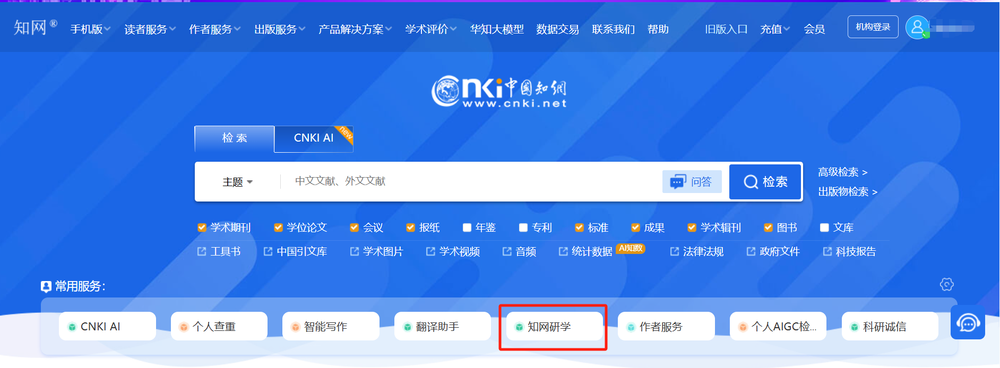 知网® 手机版 读者服务 作者服务 出版服务 产品解决方案 学术评价 华知大模型 数据交易 联系我们 帮助 旧版入口 充值 会员 机构登录
Cnki中国知網
www.cnki.net
检索 CNKI AI new
主题 中文文献、外文文献 问答 检索
高级检索 >
出版物检索 >
学术期刊 学位论文 会议 报纸 年鉴 专利 标准 成果 学术辑刊 图书 文库
工具书 中国引文库 学术图片 学术视频 音频 统计数据 AI知数 法律法规 政府文件 科技报告
常用服务：
CNKI AI 个人查重 智能写作 翻译助手 知网研学 作者服务 个人AIGC检... 科研诚信